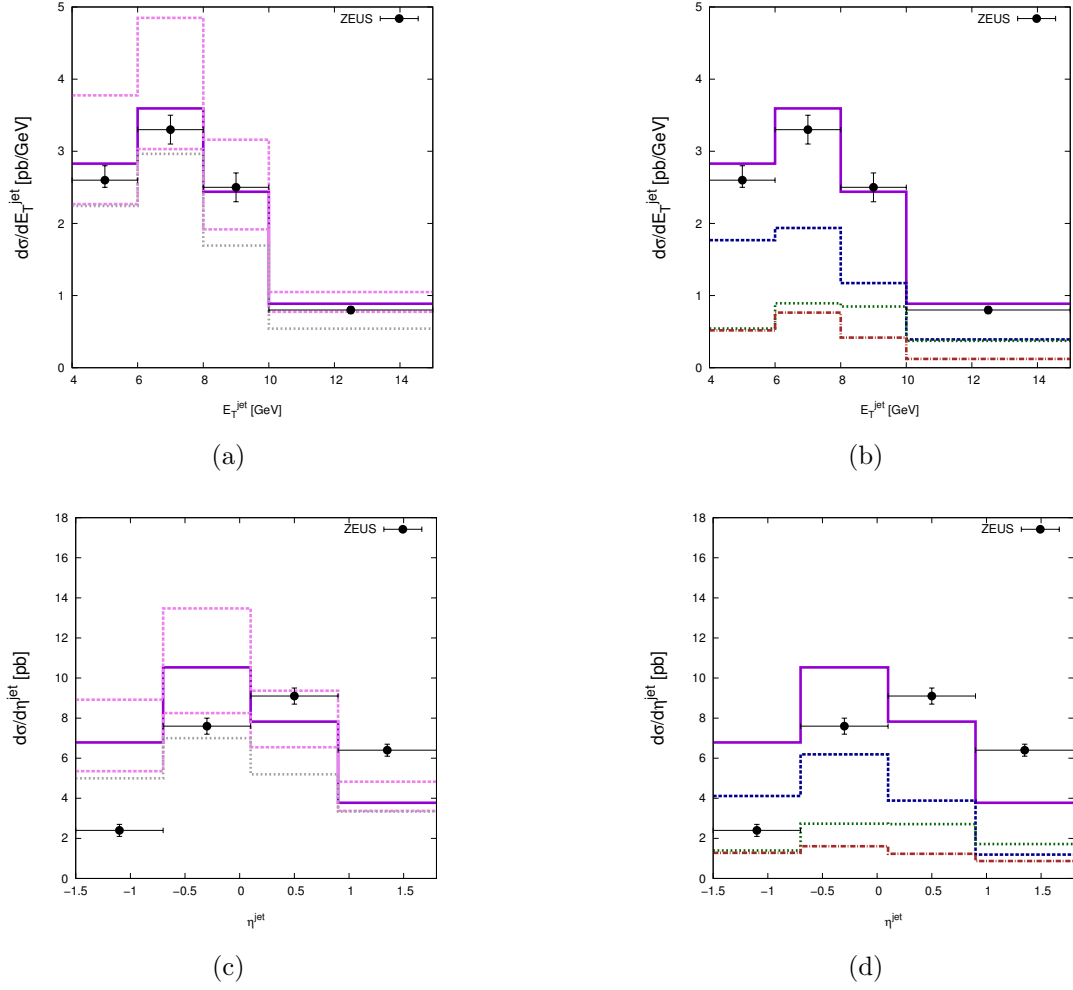 5
4
3
2
1
0
4 6 8 10 12 14
dσ/dE_T^jet [pb/GeV]
E_T^jet [GeV]
ZEUS
(a)
5
4
3
2
1
0
4 6 8 10 12 14
dσ/dE_T^jet [pb/GeV]
E_T^jet [GeV]
ZEUS
(b)
18
16
14
12
10
8
6
4
2
0
−1.5 −1 −0.5 0 0.5 1 1.5
dσ/dη^jet [pb]
η^jet
ZEUS
(c)
18
16
14
12
10
8
6
4
2
0
−1.5 −1 −0.5 0 0.5 1 1.5
dσ/dη^jet [pb]
η^jet
ZEUS
(d)